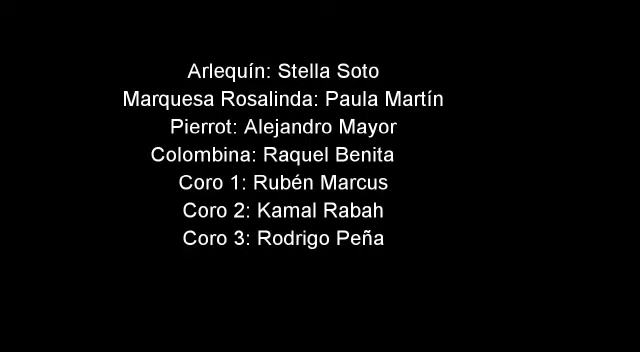 Arlequín: Stella Soto
Marquesa Rosalinda: Paula Martín
Pierrot: Alejandro Mayor
Colombina: Raquel Benita
Coro 1: Rubén Marcus
Coro 2: Kamal Rabah
Coro 3: Rodrigo Peña